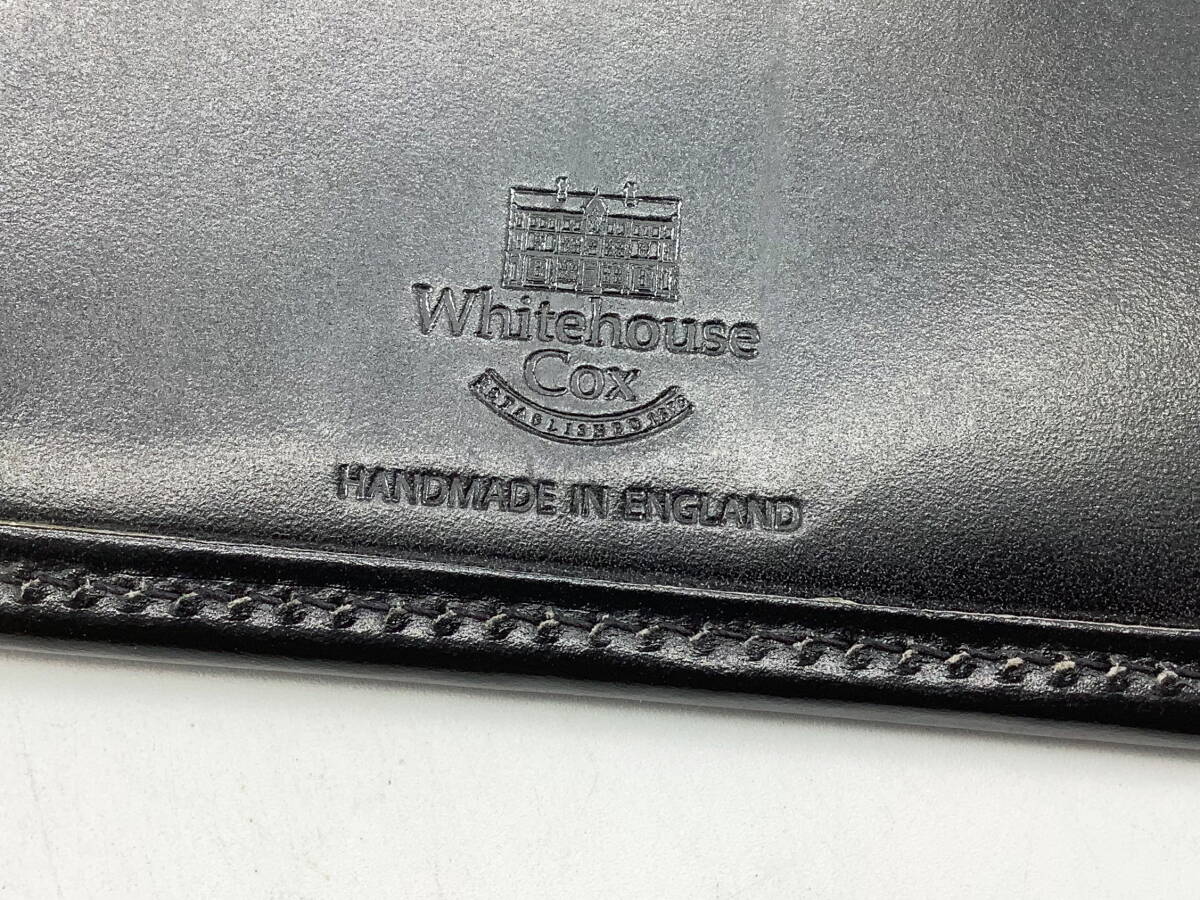 Whitehouse
Cox
ESTABLISHED
HANDMADE IN ENGLAND